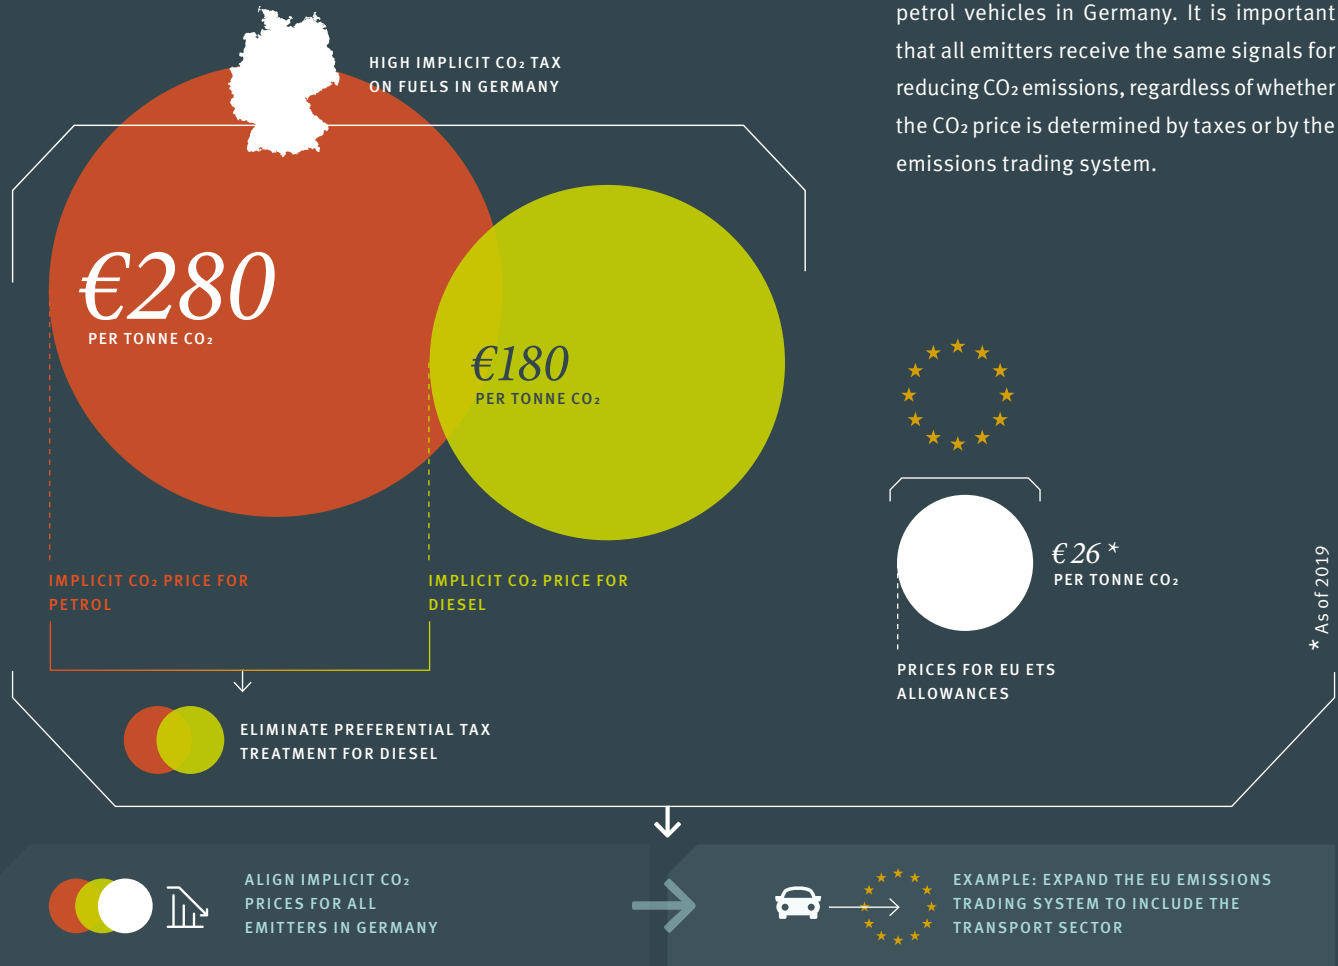 petrol vehicles in Germany. It is important
that all emitters receive the same signals for
reducing CO₂ emissions, regardless of whether
the CO₂ price is determined by taxes or by the
emissions trading system.
HIGH IMPLICIT CO₂ TAX
ON FUELS IN GERMANY
€280
PER TONNE CO₂
€180
PER TONNE CO₂
IMPLICIT CO₂ PRICE FOR
PETROL
IMPLICIT CO₂ PRICE FOR
DIESEL
€ 26 *
PER TONNE CO₂
PRICES FOR EU ETS
ALLOWANCES
* As of 2019
ELIMINATE PREFERENTIAL TAX
TREATMENT FOR DIESEL
ALIGN IMPLICIT CO₂
PRICES FOR ALL
EMITTERS IN GERMANY
EXAMPLE: EXPAND THE EU EMISSIONS
TRADING SYSTEM TO INCLUDE THE
TRANSPORT SECTOR